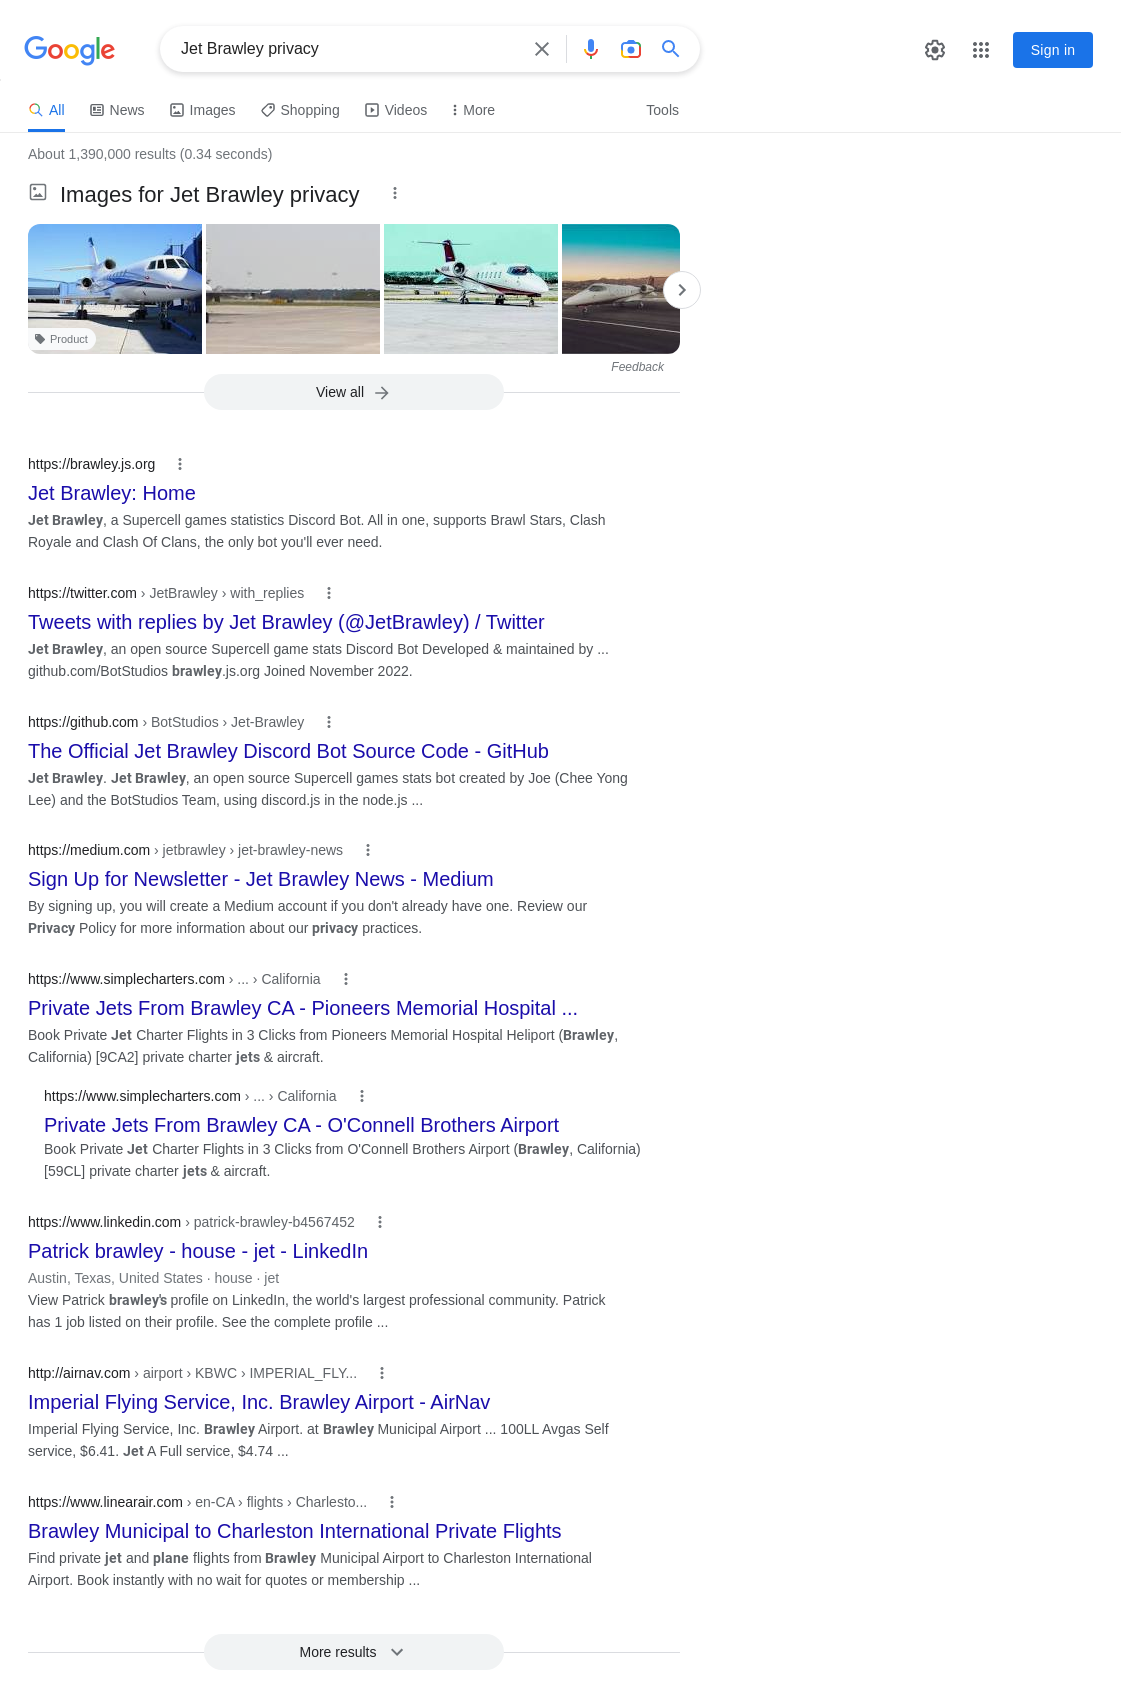 Google
Jet Brawley privacy
Sign in
All
News
Images
Shopping
Videos
More
Tools
About 1,390,000 results (0.34 seconds)
Images for Jet Brawley privacy
Product
Feedback
View all
https://brawley.js.org
Jet Brawley: Home
Jet Brawley, a Supercell games statistics Discord Bot. All in one, supports Brawl Stars, Clash
Royale and Clash Of Clans, the only bot you'll ever need.
https://twitter.com › JetBrawley › with_replies
Tweets with replies by Jet Brawley (@JetBrawley) / Twitter
Jet Brawley, an open source Supercell game stats Discord Bot Developed & maintained by ...
github.com/BotStudios brawley.js.org Joined November 2022.
https://github.com › BotStudios › Jet-Brawley
The Official Jet Brawley Discord Bot Source Code - GitHub
Jet Brawley. Jet Brawley, an open source Supercell games stats bot created by Joe (Chee Yong
Lee) and the BotStudios Team, using discord.js in the node.js ...
https://medium.com › jetbrawley › jet-brawley-news
Sign Up for Newsletter - Jet Brawley News - Medium
By signing up, you will create a Medium account if you don't already have one. Review our
Privacy Policy for more information about our privacy practices.
https://www.simplecharters.com › ... › California
Private Jets From Brawley CA - Pioneers Memorial Hospital ...
Book Private Jet Charter Flights in 3 Clicks from Pioneers Memorial Hospital Heliport (Brawley,
California) [9CA2] private charter jets & aircraft.
https://www.simplecharters.com › ... › California
Private Jets From Brawley CA - O'Connell Brothers Airport
Book Private Jet Charter Flights in 3 Clicks from O'Connell Brothers Airport (Brawley, California)
[59CL] private charter jets & aircraft.
https://www.linkedin.com › patrick-brawley-b4567452
Patrick brawley - house - jet - LinkedIn
Austin, Texas, United States · house · jet
View Patrick brawley's profile on LinkedIn, the world's largest professional community. Patrick
has 1 job listed on their profile. See the complete profile ...
http://airnav.com › airport › KBWC › IMPERIAL_FLY...
Imperial Flying Service, Inc. Brawley Airport - AirNav
Imperial Flying Service, Inc. Brawley Airport. at Brawley Municipal Airport ... 100LL Avgas Self
service, $6.41. Jet A Full service, $4.74 ...
https://www.linearair.com › en-CA › flights › Charlesto...
Brawley Municipal to Charleston International Private Flights
Find private jet and plane flights from Brawley Municipal Airport to Charleston International
Airport. Book instantly with no wait for quotes or membership ...
More results